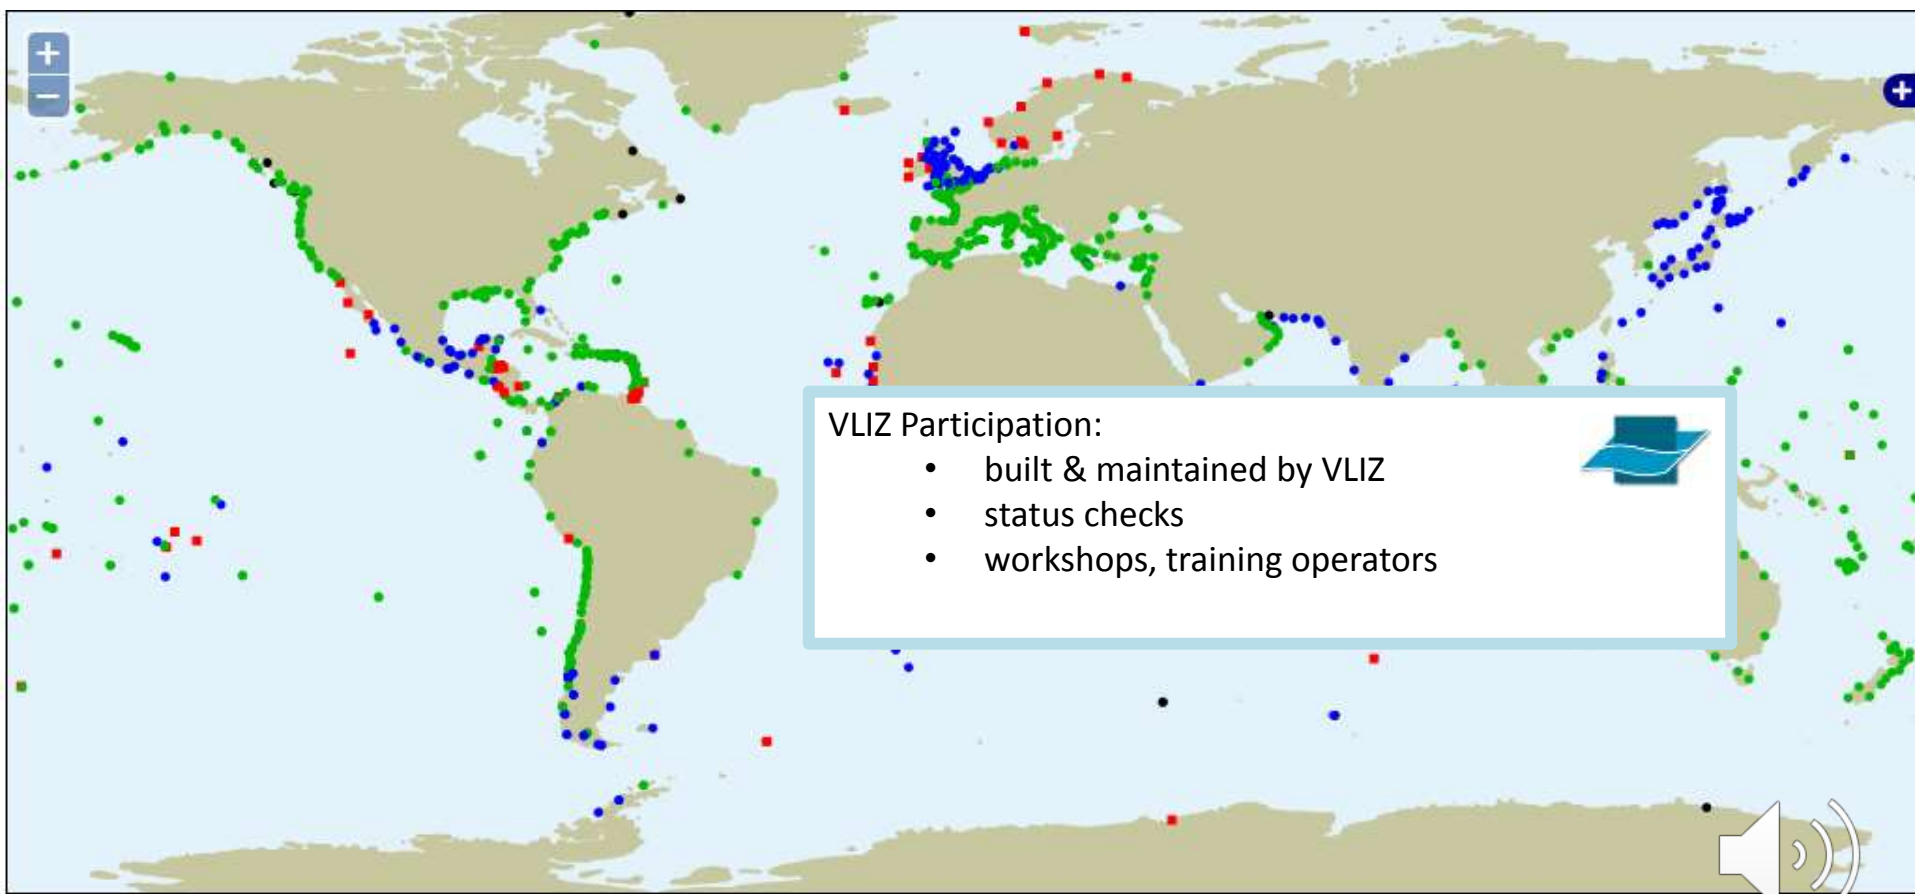 +
−
+
VLIZ Participation:
• built & maintained by VLIZ
• status checks
• workshops, training operators